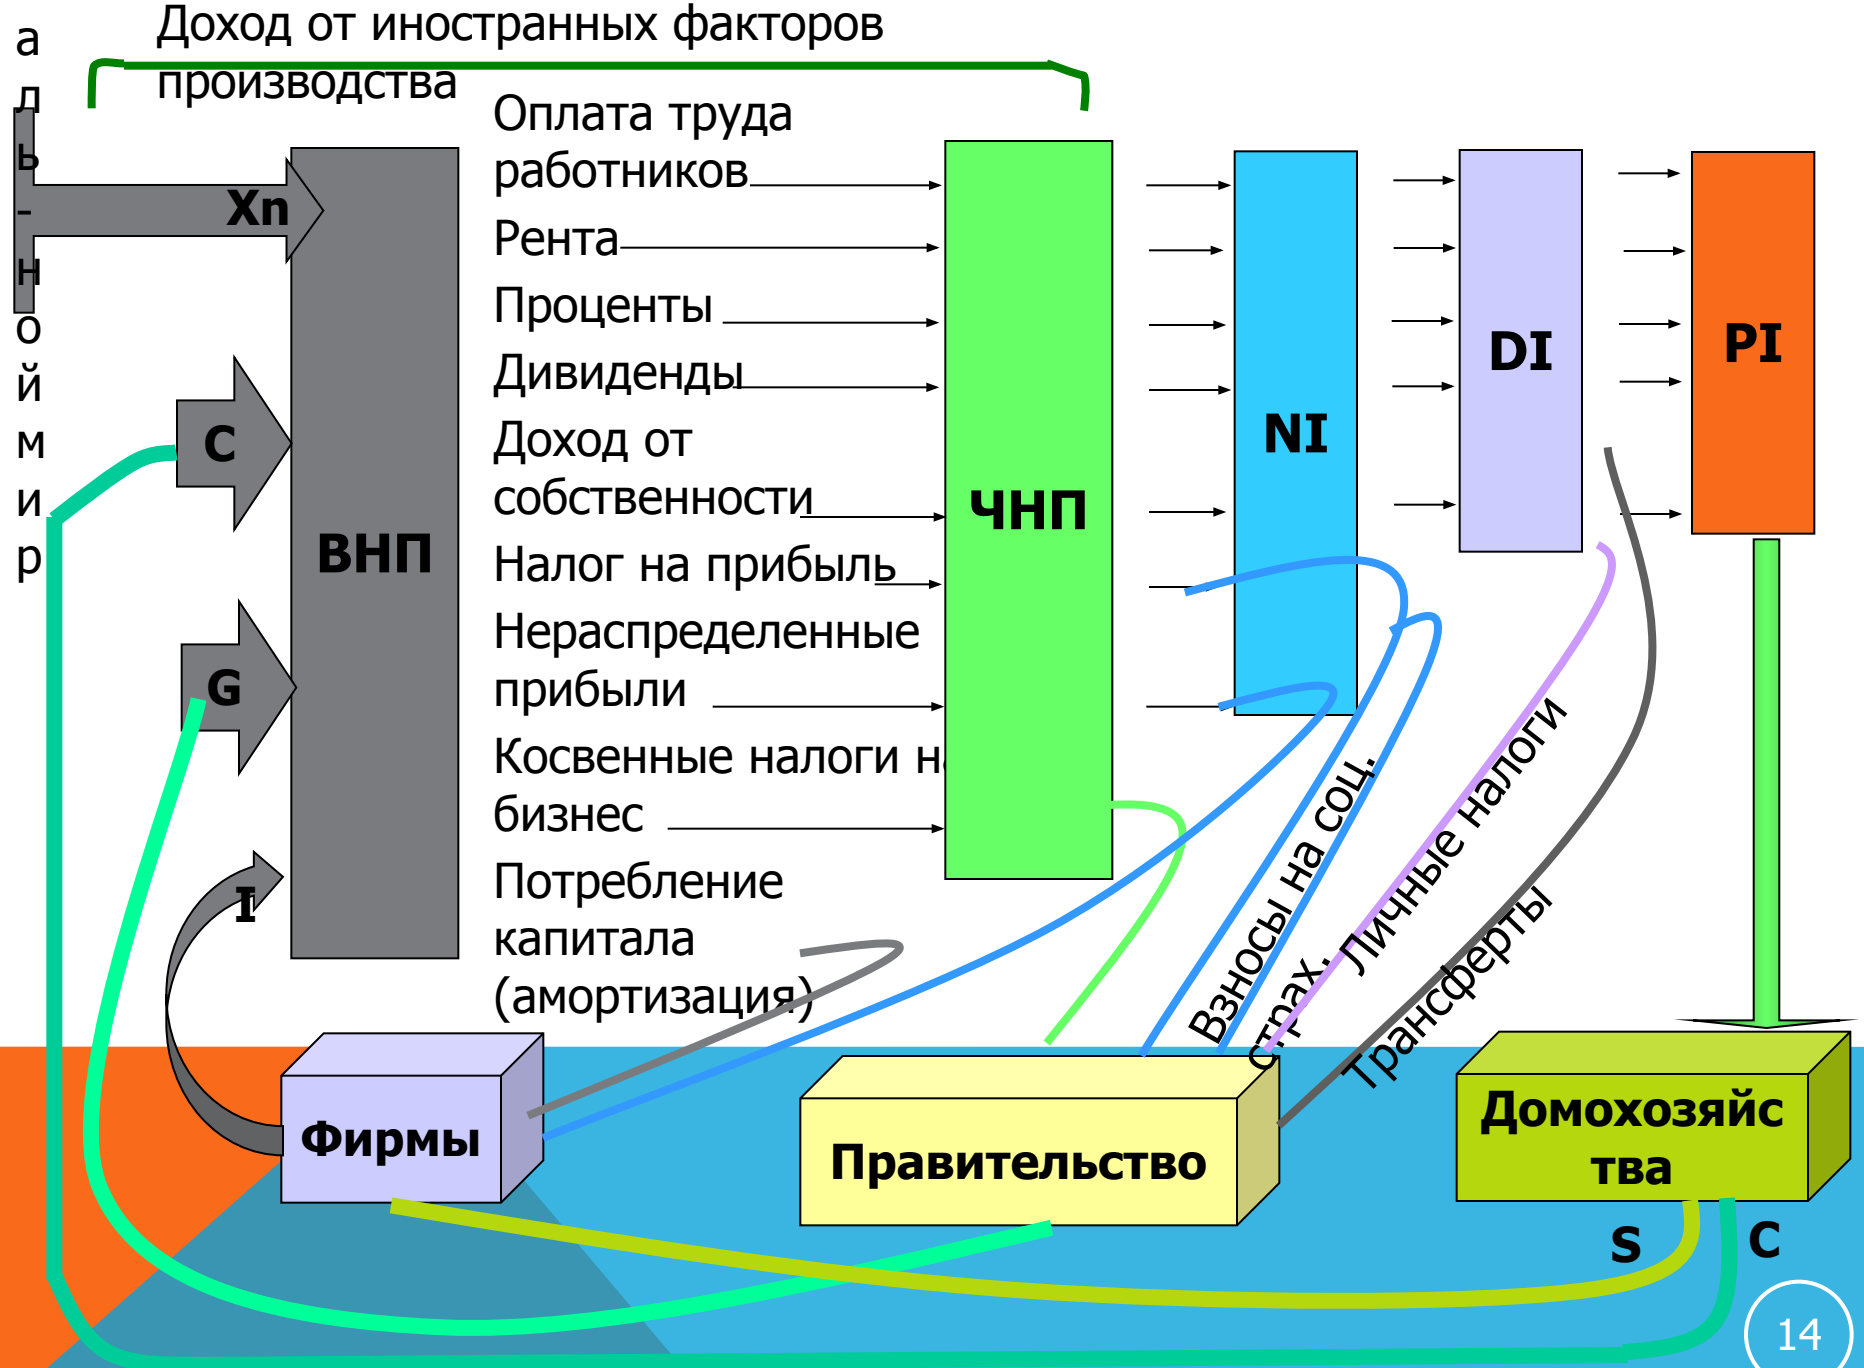 Доход от иностранных факторов
производства
а
л
ь
-
н
о
й
м
и
р
Xn
C
G
I
ВНП
Оплата труда
работников
Рента
Проценты
Дивиденды
Доход от
собственности
Налог на прибыль
Нераспределенные
прибыли
Косвенные налоги на
бизнес
Потребление
капитала
(амортизация)
ЧНП
NI
DI
PI
Взносы на соц.
страх.
Личные налоги
Трансферты
Фирмы
Правительство
Домохозяйс
тва
S
C
14